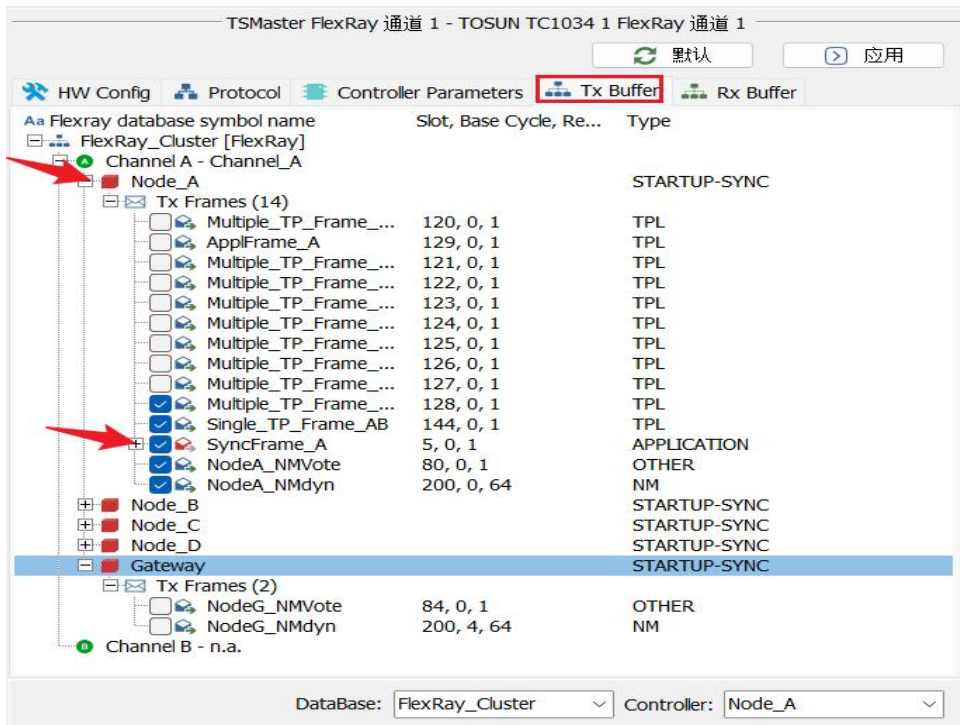 TSMaster FlexRay 通道 1 - TOSUN TC1034 1 FlexRay 通道 1
默认 应用
HW Config Protocol Controller Parameters Tx Buffer Rx Buffer
Aa Flexray database symbol name Slot, Base Cycle, Re... Type
FlexRay_Cluster [FlexRay]
A Channel A - Channel_A
Node_A STARTUP-SYNC
Tx Frames (14)
Multiple_TP_Frame_... 120, 0, 1 TPL
ApplFrame_A 129, 0, 1 TPL
Multiple_TP_Frame_... 121, 0, 1 TPL
Multiple_TP_Frame_... 122, 0, 1 TPL
Multiple_TP_Frame_... 123, 0, 1 TPL
Multiple_TP_Frame_... 124, 0, 1 TPL
Multiple_TP_Frame_... 125, 0, 1 TPL
Multiple_TP_Frame_... 126, 0, 1 TPL
Multiple_TP_Frame_... 127, 0, 1 TPL
Multiple_TP_Frame_... 128, 0, 1 TPL
Single_TP_Frame_AB 144, 0, 1 TPL
SyncFrame_A 5, 0, 1 APPLICATION
NodeA_NMVote 80, 0, 1 OTHER
NodeA_NMdyn 200, 0, 64 NM
Node_B STARTUP-SYNC
Node_C STARTUP-SYNC
Node_D STARTUP-SYNC
Gateway STARTUP-SYNC
Tx Frames (2)
NodeG_NMVote 84, 0, 1 OTHER
NodeG_NMdyn 200, 4, 64 NM
B Channel B - n.a.
DataBase: FlexRay_Cluster Controller: Node_A